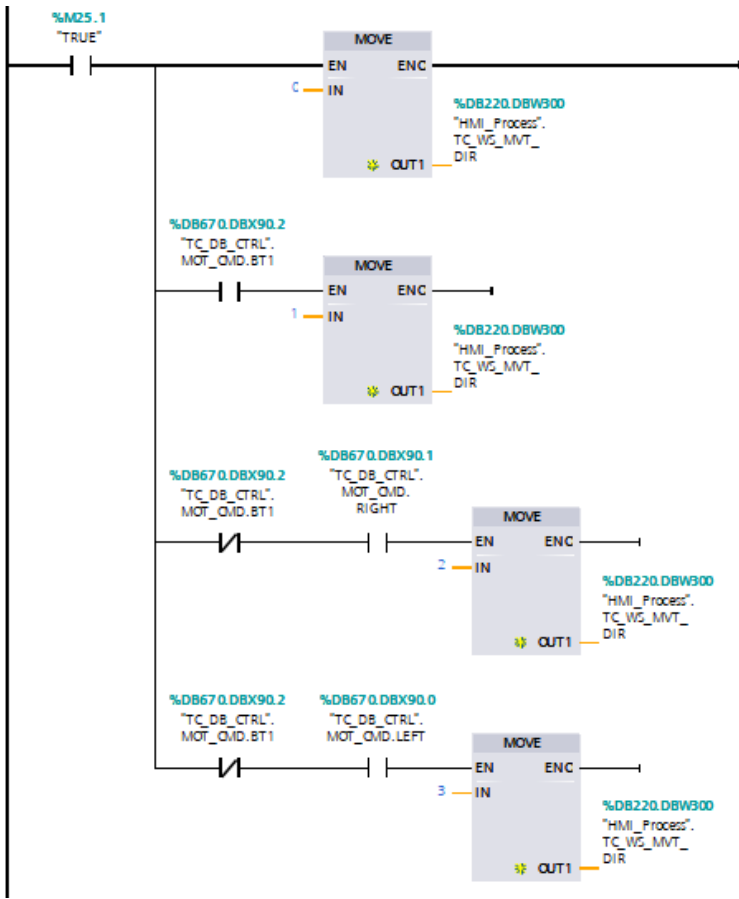 %M25.1
"TRUE"
MOVE
EN ENO
0 IN
%DB220.DBW300
"HMI_Process".
TC_WS_MVT_
DIR
OUT1
%DB670.DBX90.2
"TC_DB_CTRL".
MOT_CMD.BT1
MOVE
EN ENO
1 IN
%DB220.DBW300
"HMI_Process".
TC_WS_MVT_
DIR
OUT1
%DB670.DBX90.2
"TC_DB_CTRL".
MOT_CMD.BT1
%DB670.DBX90.1
"TC_DB_CTRL".
MOT_CMD.
RIGHT
MOVE
EN ENO
2 IN
%DB220.DBW300
"HMI_Process".
TC_WS_MVT_
DIR
OUT1
%DB670.DBX90.2
"TC_DB_CTRL".
MOT_CMD.BT1
%DB670.DBX90.0
"TC_DB_CTRL".
MOT_CMD.LEFT
MOVE
EN ENO
3 IN
%DB220.DBW300
"HMI_Process".
TC_WS_MVT_
DIR
OUT1